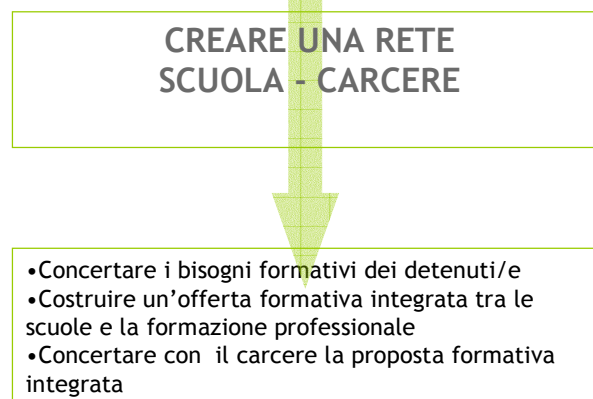 CREARE UNA RETE
SCUOLA - CARCERE
•Concertare i bisogni formativi dei detenuti/e
•Costruire un’offerta formativa integrata tra le
scuole e la formazione professionale
•Concertare con  il carcere la proposta formativa
integrata